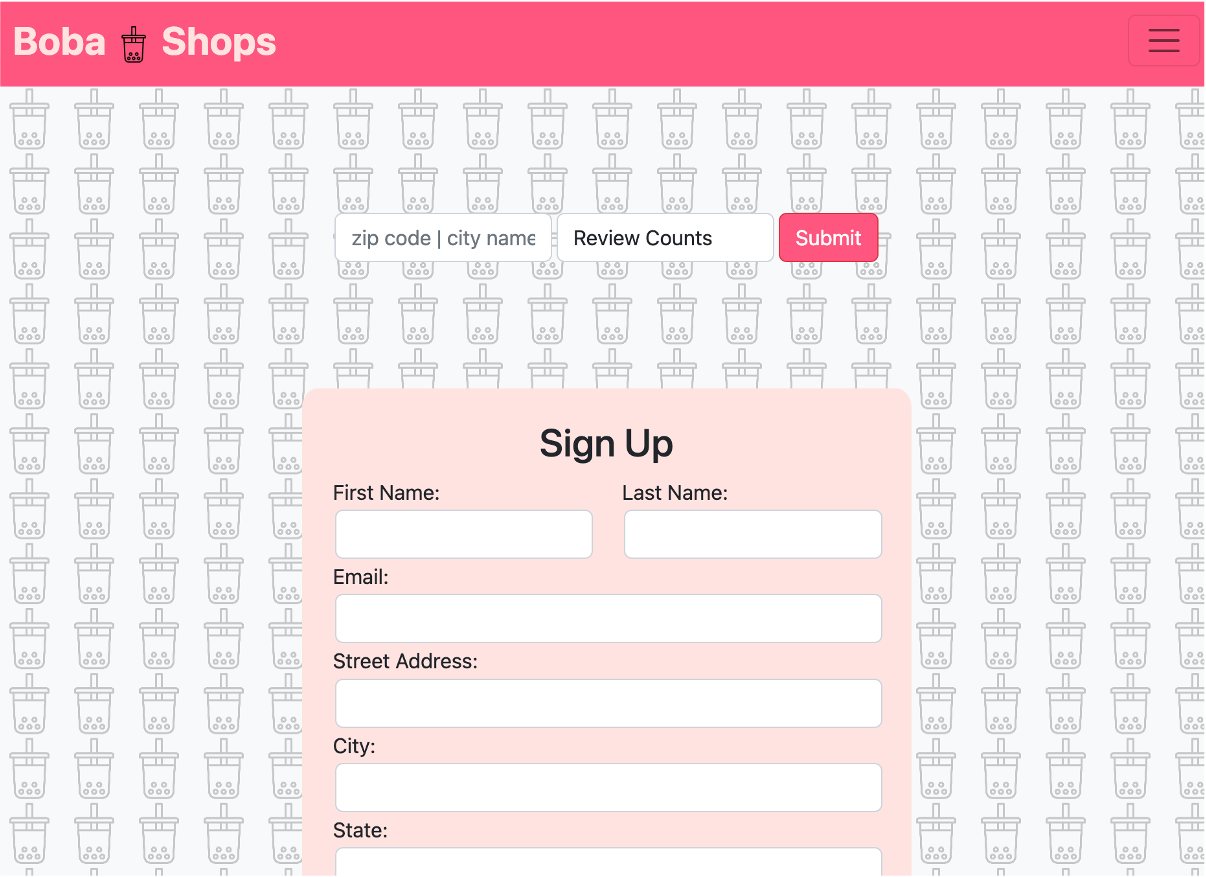 Boba Shops
zip code | city name Review Counts Submit
Sign Up
First Name: Last Name:
Email:
Street Address:
City:
State: